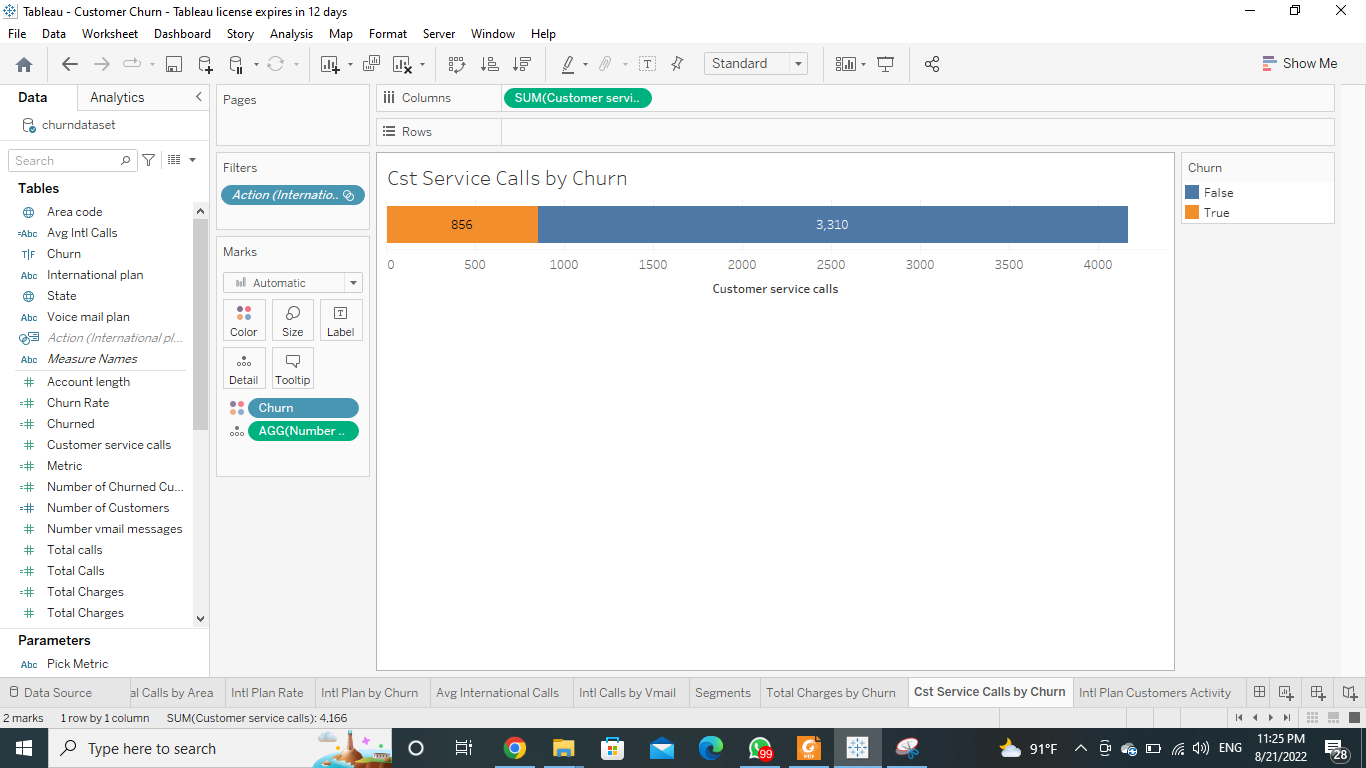 Tableau - Customer Churn - Tableau license expires in 12 days
File Data Worksheet Dashboard Story Analysis Map Format Server Window Help
Standard
Show Me
Data Analytics
churndataset
Search
Tables
Area code
Abc Avg Intl Calls
T|F Churn
Abc International plan
State
Abc Voice mail plan
Action (International pl...
Abc Measure Names
Account length
Churn Rate
Churned
Customer service calls
Metric
Number of Churned Cu...
Number of Customers
Number vmail messages
Total calls
Total Calls
Total Charges
Total Charges
Parameters
Abc Pick Metric
Pages
Filters
Action (Internatio..
Marks
Automatic
Color Size Label
Detail Tooltip
Churn
AGG(Number ..
Columns SUM(Customer servi..
Rows
Cst Service Calls by Churn
856 3,310
0 500 1000 1500 2000 2500 3000 3500 4000
Customer service calls
Churn
False
True
Data Source al Calls by Area Intl Plan Rate Intl Plan by Churn Avg International Calls Intl Calls by Vmail Segments Total Charges by Churn Cst Service Calls by Churn Intl Plan Customers Activity
2 marks 1 row by 1 column SUM(Customer service calls): 4,166
Type here to search
99
PDF
91°F
ENG
11:25 PM
8/21/2022
28